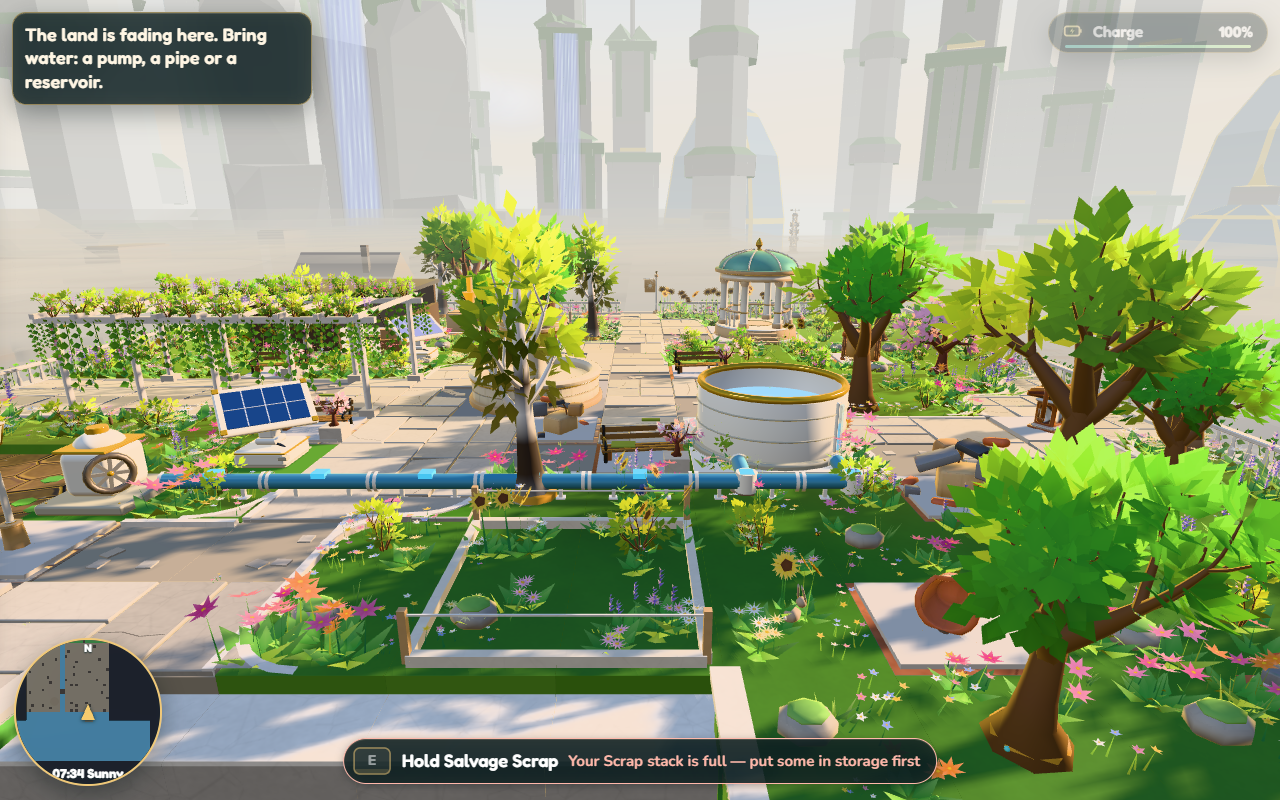 The land is fading here. Bring
water: a pump, a pipe or a
reservoir.
Charge 100%
N
07:34 Sunny
E Hold Salvage Scrap Your Scrap stack is full — put some in storage first